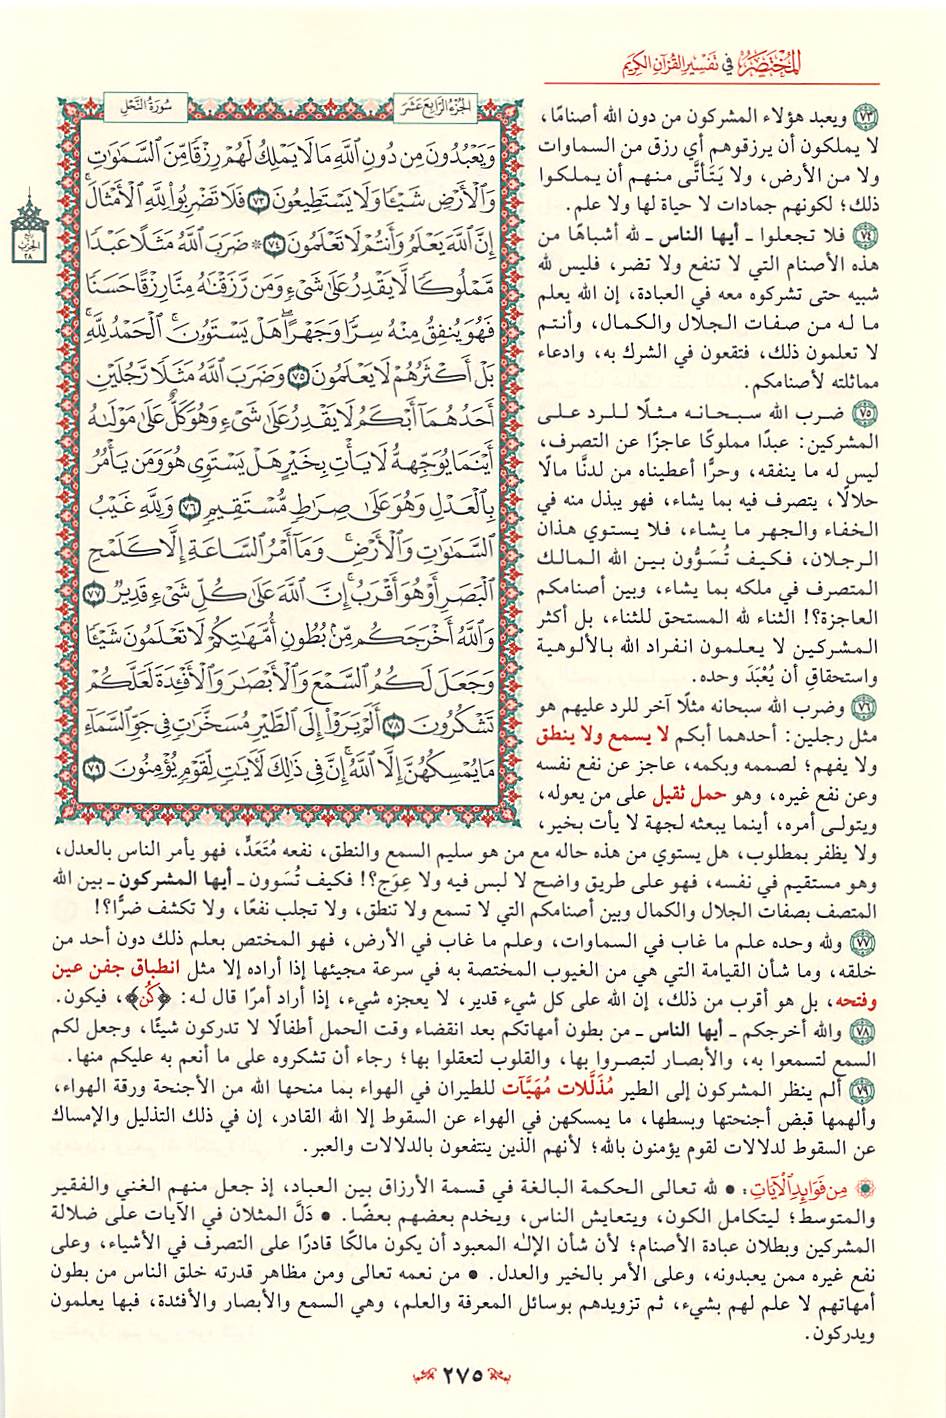 المختصر في تفسير القرآن الكريم
الجزء الرابع عشر
سورة النحل
ربع
الحزب
٢٨
وَيَعْبُدُونَ مِن دُونِ ٱللَّهِ مَا لَا يَمْلِكُ لَهُمْ رِزْقًا مِّنَ ٱلسَّمَٰوَٰتِ
وَٱلْأَرْضِ شَيْـًٔا وَلَا يَسْتَطِيعُونَ ٧٣ فَلَا تَضْرِبُوا۟ لِلَّهِ ٱلْأَمْثَالَ ۚ
إِنَّ ٱللَّهَ يَعْلَمُ وَأَنتُمْ لَا تَعْلَمُونَ ٧٤ ۞ ضَرَبَ ٱللَّهُ مَثَلًا عَبْدًا
مَّمْلُوكًا لَّا يَقْدِرُ عَلَىٰ شَىْءٍ وَمَن رَّزَقْنَٰهُ مِنَّا رِزْقًا حَسَنًا
فَهُوَ يُنفِقُ مِنْهُ سِرًّا وَجَهْرًا ۖ هَلْ يَسْتَوُۥنَ ۚ ٱلْحَمْدُ لِلَّهِ ۚ
بَلْ أَكْثَرُهُمْ لَا يَعْلَمُونَ ٧٥ وَضَرَبَ ٱللَّهُ مَثَلًا رَّجُلَيْنِ
أَحَدُهُمَآ أَبْكَمُ لَا يَقْدِرُ عَلَىٰ شَىْءٍ وَهُوَ كَلٌّ عَلَىٰ مَوْلَىٰهُ
أَيْنَمَا يُوَجِّههُّ لَا يَأْتِ بِخَيْرٍ هَلْ يَسْتَوِى هُوَ وَمَن يَأْمُرُ
بِٱلْعَدْلِ وَهُوَ عَلَىٰ صِرَٰطٍ مُّسْتَقِيمٍ ٧٦ وَلِلَّهِ غَيْبُ
ٱلسَّمَٰوَٰتِ وَٱلْأَرْضِ ۚ وَمَآ أَمْرُ ٱلسَّاعَةِ إِلَّا كَلَمْحِ
ٱلْبَصَرِ أَوْ هُوَ أَقْرَبُ ۚ إِنَّ ٱللَّهَ عَلَىٰ كُلِّ شَىْءٍ قَدِيرٌ ٧٧
وَٱللَّهُ أَخْرَجَكُم مِّنۢ بُطُونِ أُمَّهَٰتِكُمْ لَا تَعْلَمُونَ شَيْـًٔا
وَجَعَلَ لَكُمُ ٱلسَّمْعَ وَٱلْأَبْصَٰرَ وَٱلْأَفْـِٔدَةَ لَعَلَّكُمْ
تَشْكُرُونَ ٧٨ أَلَمْ يَرَوْا۟ إِلَى ٱلطَّيْرِ مُسَخَّرَٰتٍ فِى جَوِّ ٱلسَّمَآءِ
مَا يُمْسِكُهُنَّ إِلَّا ٱللَّهُ ۗ إِنَّ فِى ذَٰلِكَ لَءَايَٰتٍ لِّقَوْمٍ يُؤْمِنُونَ ٧٩
٧٣ ويعبد هؤلاء المشركون من دون الله أصنامًا،
لا يملكون أن يرزقوهم أي رزق من السماوات
ولا من الأرض، ولا يَتَأتَّى منهم أن يملكوا
ذلك؛ لكونهم جمادات لا حياة لها ولا علم.
٧٤ فلا تجعلوا ـ أيها الناس ـ لله أشباهًا من
هذه الأصنام التي لا تنفع ولا تضر، فليس لله
شبيه حتى تشركوه معه في العبادة، إن الله يعلم
ما له من صفات الجلال والكمال، وأنتم
لا تعلمون ذلك، فتقعون في الشرك به، وادعاء
مماثلته لأصنامكم.
٧٥ ضرب الله سبحانه مثلًا للرد على
المشركين: عبدًا مملوكًا عاجزًا عن التصرف،
ليس له ما ينفقه، وحرًّا أعطيناه من لدنَّا مالًا
حلالًا، يتصرف فيه بما يشاء، فهو يبذل منه في
الخفاء والجهر ما يشاء، فلا يستوي هذان
الرجلان، فكيف تُسَوُّون بين الله المالك
المتصرف في ملكه بما يشاء، وبين أصنامكم
العاجزة؟! الثناء لله المستحق للثناء، بل أكثر
المشركين لا يعلمون انفراد الله بالألوهية
واستحقاق أن يُعْبَدَ وحده.
٧٦ وضرب الله سبحانه مثلًا آخر للرد عليهم هو
مثل رجلين: أحدهما أبكم لا يسمع ولا ينطق
ولا يفهم؛ لصممه وبكمه، عاجز عن نفع نفسه
وعن نفع غيره، وهو حمل ثقيل على من يعوله،
ويتولى أمره، أينما يبعثه لجهة لا يأت بخير،
ولا يظفر بمطلوب، هل يستوي من هذه حاله مع من هو سليم السمع والنطق، نفعه مُتَعَدٍّ، فهو يأمر الناس بالعدل،
وهو مستقيم في نفسه، فهو على طريق واضح لا لبس فيه ولا عِوَج؟! فكيف تُسَوون ـ أيها المشركون ـ بين الله
المتصف بصفات الجلال والكمال وبين أصنامكم التي لا تسمع ولا تنطق، ولا تجلب نفعًا، ولا تكشف ضرًّا؟!
٧٧ ولله وحده علم ما غاب في السماوات، وعلم ما غاب في الأرض، فهو المختص بعلم ذلك دون أحد من
خلقه، وما شأن القيامة التي هي من الغيوب المختصة به في سرعة مجيئها إذا أراده إلا مثل انطباق جفن عين
وفتحه، بل هو أقرب من ذلك، إن الله على كل شيء قدير، لا يعجزه شيء، إذا أراد أمرًا قال له: ﴿كُن﴾، فيكون.
٧٨ والله أخرجكم ـ أيها الناس ـ من بطون أمهاتكم بعد انقضاء وقت الحمل أطفالًا لا تدركون شيئًا، وجعل لكم
السمع لتسمعوا به، والأبصار لتبصروا بها، والقلوب لتعقلوا بها؛ رجاء أن تشكروه على ما أنعم به عليكم منها.
٧٩ ألم ينظر المشركون إلى الطير مُذَلَّلات مُهَيَّآت للطيران في الهواء بما منحها الله من الأجنحة ورقة الهواء،
وألهمها قبض أجنحتها وبسطها، ما يمسكهن في الهواء عن السقوط إلا الله القادر، إن في ذلك التذليل والإمساك
عن السقوط لدلالات لقوم يؤمنون بالله؛ لأنهم الذين ينتفعون بالدلالات والعبر.
من فوائد الآيات: • لله تعالى الحكمة البالغة في قسمة الأرزاق بين العباد، إذ جعل منهم الغني والفقير
والمتوسط؛ ليتكامل الكون، ويتعايش الناس، ويخدم بعضهم بعضًا. • دَلَّ المثلان في الآيات على ضلالة
المشركين وبطلان عبادة الأصنام؛ لأن شأن الإلٰه المعبود أن يكون مالكًا قادرًا على التصرف في الأشياء، وعلى
نفع غيره ممن يعبدونه، وعلى الأمر بالخير والعدل. • من نعمه تعالى ومن مظاهر قدرته خلق الناس من بطون
أمهاتهم لا علم لهم بشيء، ثم تزويدهم بوسائل المعرفة والعلم، وهي السمع والأبصار والأفئدة، فبها يعلمون
ويدركون.
٢٧٥